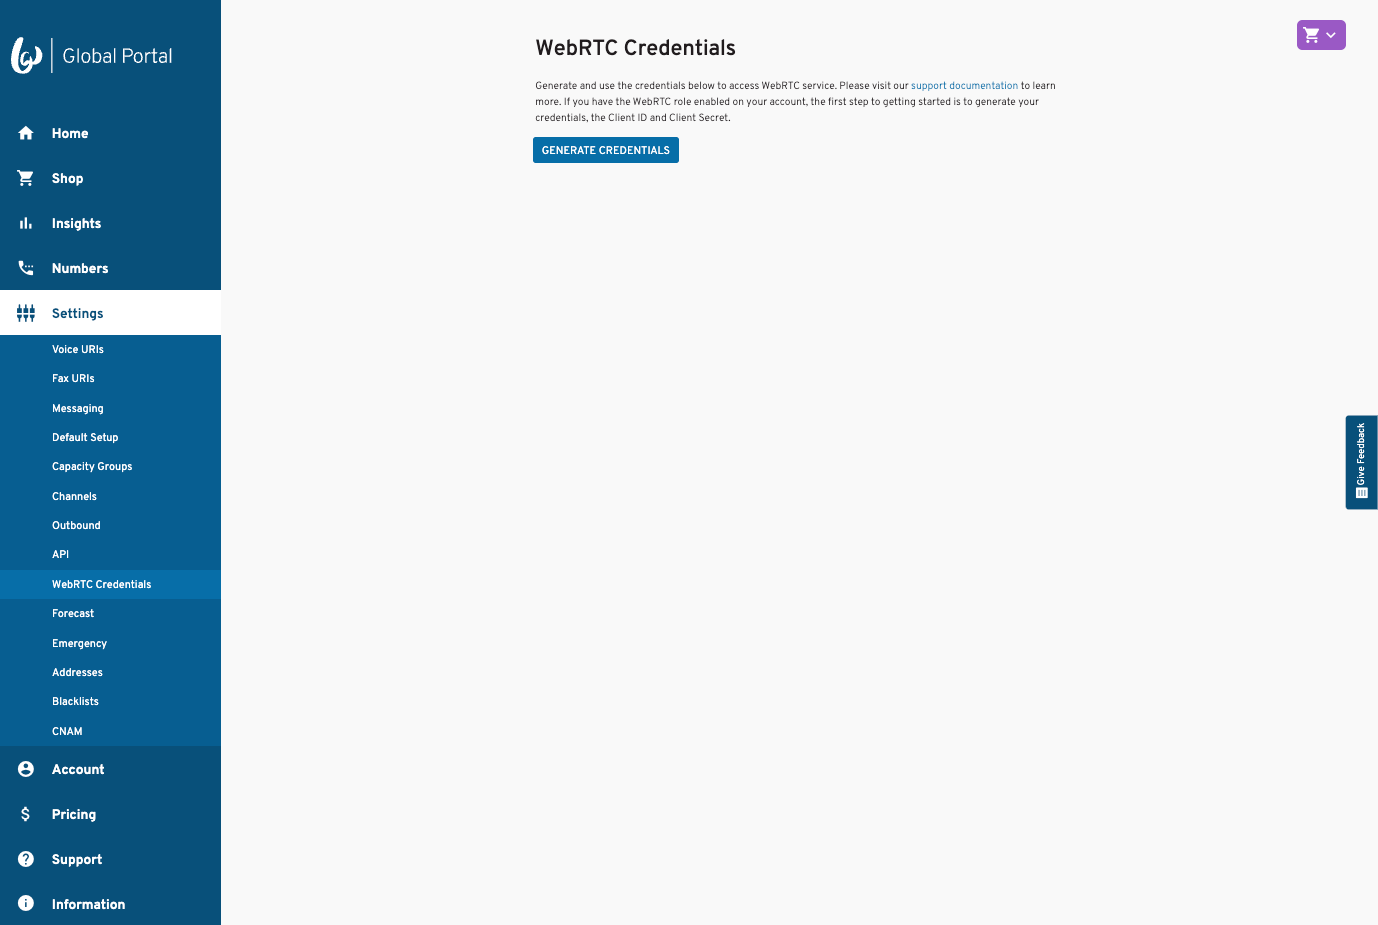 Global Portal
Home
Shop
Insights
Numbers
Settings
Voice URIs
Fax URIs
Messaging
Default Setup
Capacity Groups
Channels
Outbound
API
WebRTC Credentials
Forecast
Emergency
Addresses
Blacklists
CNAM
Account
Pricing
Support
Information
WebRTC Credentials
Generate and use the credentials below to access WebRTC service. Please visit our support documentation to learn
more. If you have the WebRTC role enabled on your account, the first step to getting started is to generate your
credentials, the Client ID and Client Secret.
GENERATE CREDENTIALS
Give Feedback